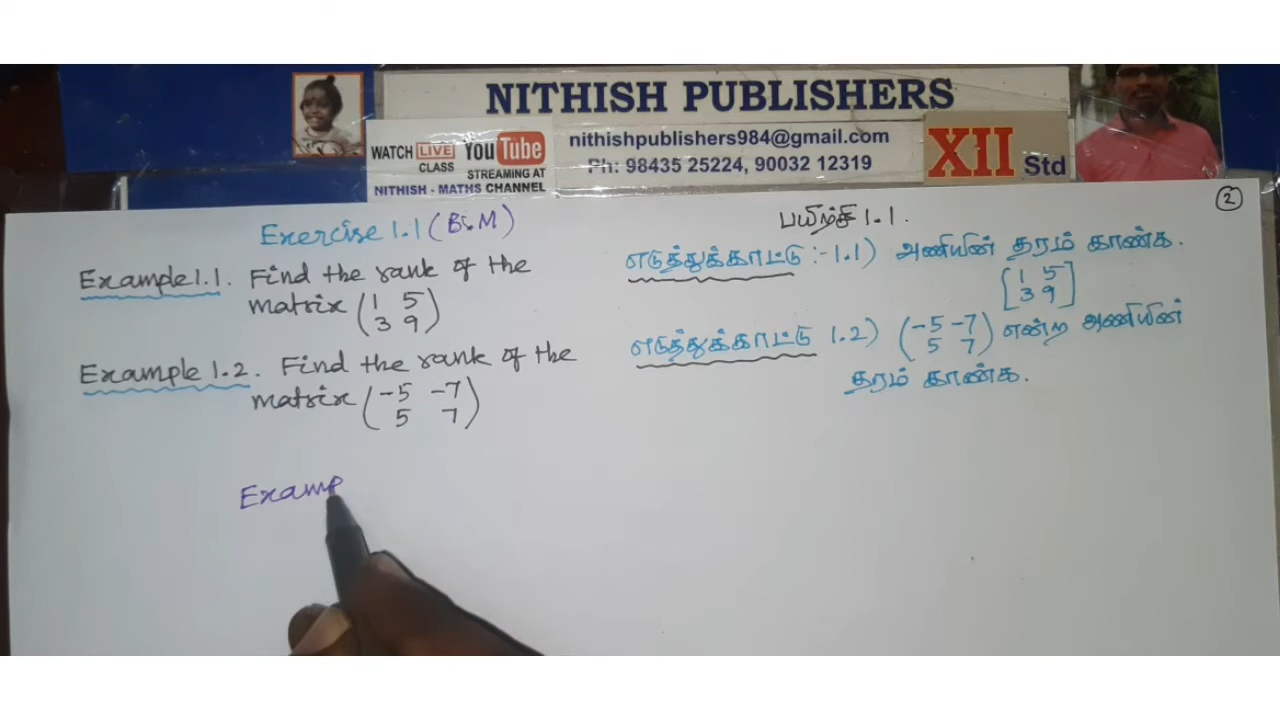 NITHISH PUBLISHERS
WATCH LIVE YouTube
CLASS STREAMING AT
NITHISH - MATHS CHANNEL
nithishpublishers984@gmail.com
Ph: 98435 25224, 90032 12319
XII Std
2
Exercise 1.1 (B.M)
Example 1.1. Find the rank of the
matrix (1 5
3 9)
Example 1.2. Find the rank of the
matrix (-5 -7
5 7)
Examp
பயிற்சி 1.1.
எடுத்துக்காட்டு :- 1.1) அணியின் தரம் காண்க.
[1 5
3 9]
எடுத்துக்காட்டு 1.2) (-5 -7
5 7) என்ற அணியின்
தரம் காண்க.